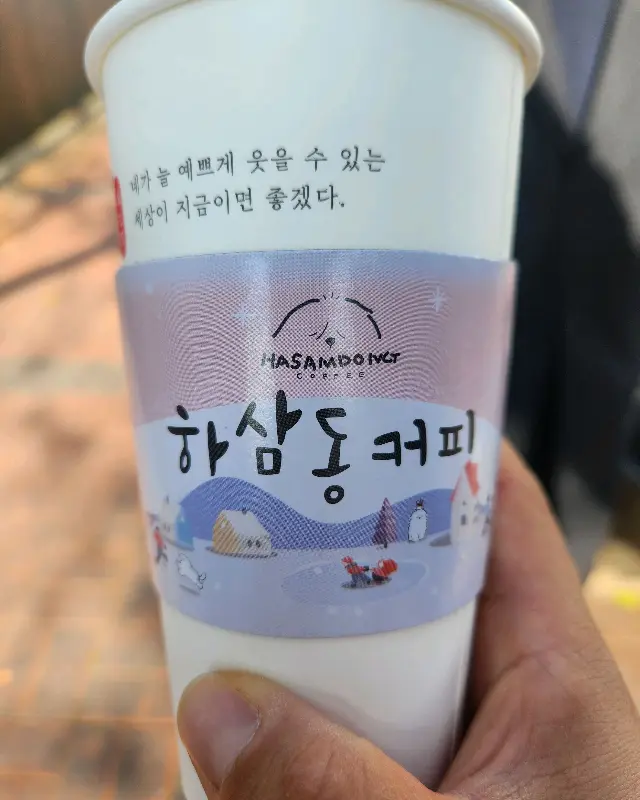 네가 늘 예쁘게 웃을 수 있는
세상이 지금이면 좋겠다.
HASAMDONG
COFFEE
하삼동 커피